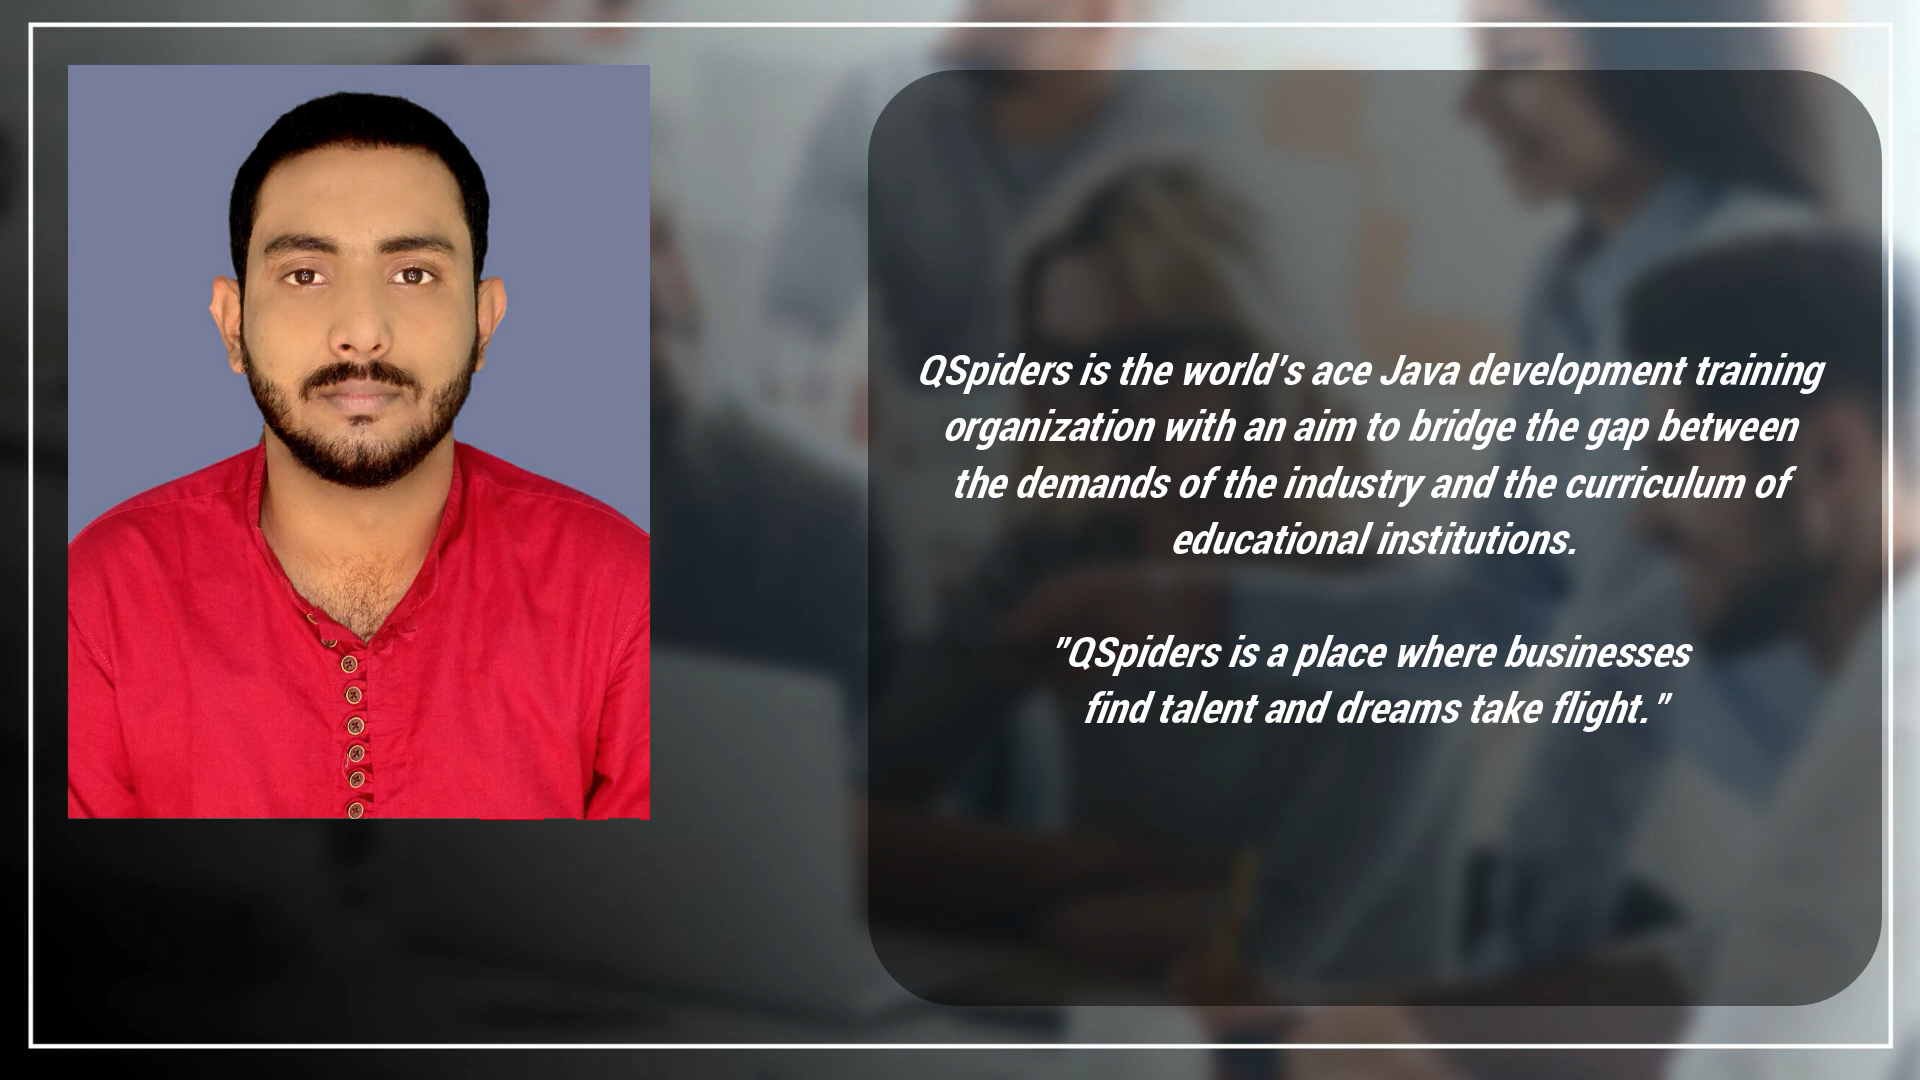 QSpiders is the world's ace Java development training
organization with an aim to bridge the gap between
the demands of the industry and the curriculum of
educational institutions.
"QSpiders is a place where businesses
find talent and dreams take flight."